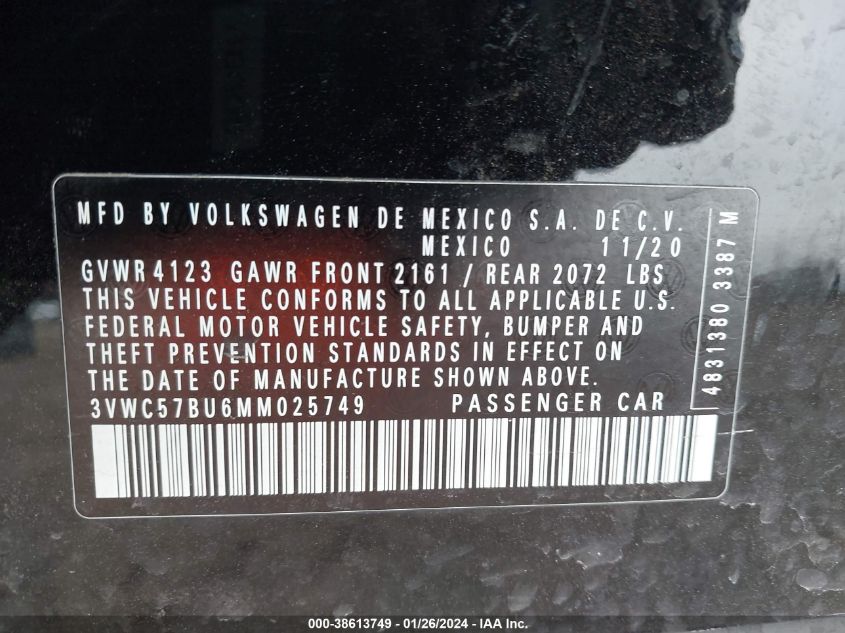 MFD BY VOLKSWAGEN DE MEXICO S.A. DE C.V.
MEXICO 11/20
GVWR 4123 GAWR FRONT 2161 / REAR 2072 LBS
THIS VEHICLE CONFORMS TO ALL APPLICABLE U.S.
FEDERAL MOTOR VEHICLE SAFETY, BUMPER AND
THEFT PREVENTION STANDARDS IN EFFECT ON
THE DATE OF MANUFACTURE SHOWN ABOVE.
3VWC57BU6MM025749 PASSENGER CAR
4831380 3387 M
000-38613749 - 01/26/2024 - IAA Inc.